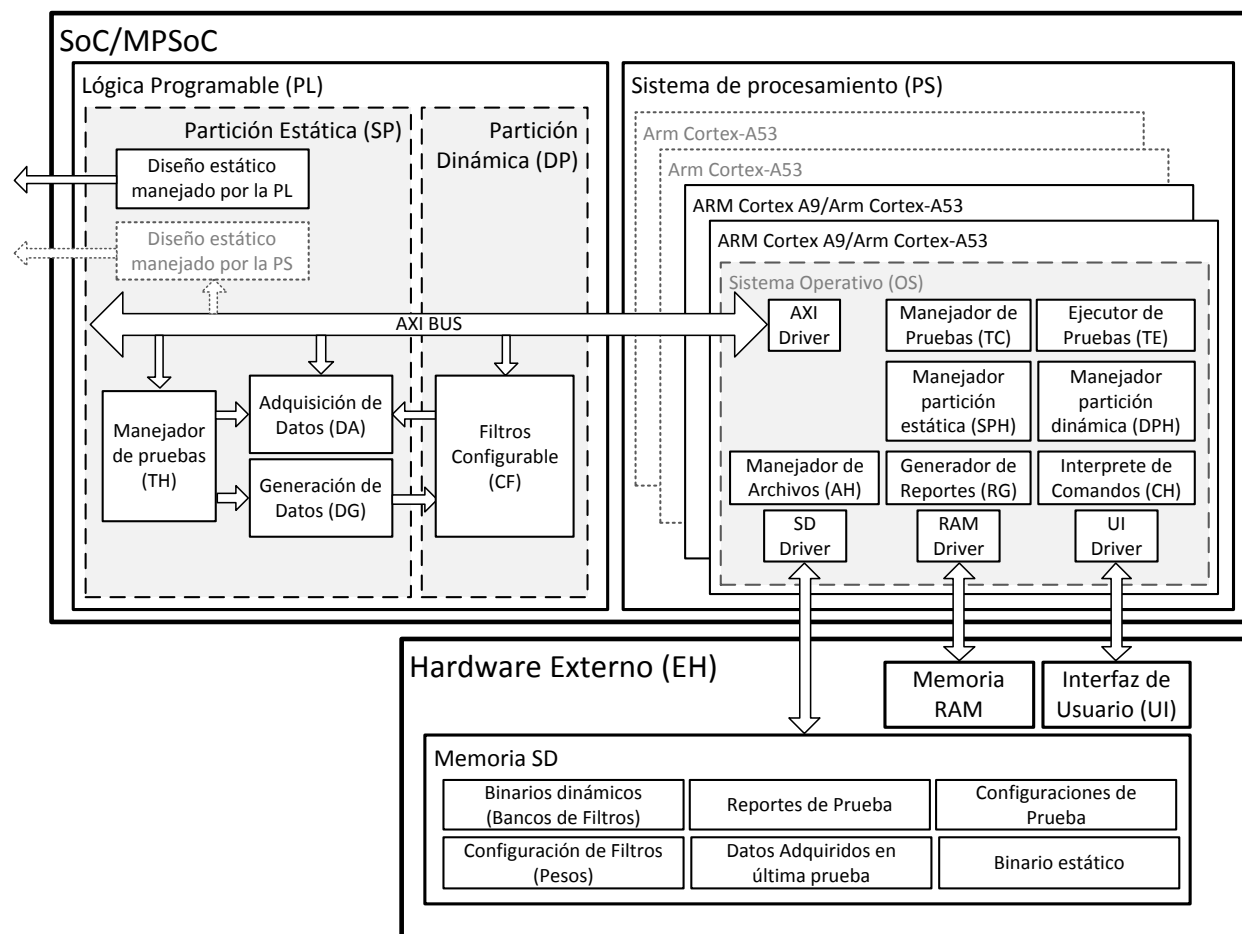 SoC/MPSoC
Lógica Programable (PL)
Partición Estática (SP)
Partición
Dinámica (DP)
Diseño estático
manejado por la PL
Diseño estático
manejado por la PS
AXI BUS
Manejador
de pruebas
(TH)
Adquisición de
Datos (DA)
Generación de
Datos (DG)
Filtros
Configurable
(CF)
Sistema de procesamiento (PS)
Arm Cortex-A53
Arm Cortex-A53
ARM Cortex A9/Arm Cortex-A53
ARM Cortex A9/Arm Cortex-A53
Sistema Operativo (OS)
AXI
Driver
Manejador de
Pruebas (TC)
Ejecutor de
Pruebas (TE)
Manejador
partición
estática (SPH)
Manejador
partición
dinámica (DPH)
Manejador de
Archivos (AH)
Generador de
Reportes (RG)
Interprete de
Comandos (CH)
SD
Driver
RAM
Driver
UI
Driver
Hardware Externo (EH)
Memoria
RAM
Interfaz de
Usuario (UI)
Memoria SD
Binarios dinámicos
(Bancos de Filtros)
Reportes de Prueba
Configuraciones de
Prueba
Configuración de Filtros
(Pesos)
Datos Adquiridos en
última prueba
Binario estático